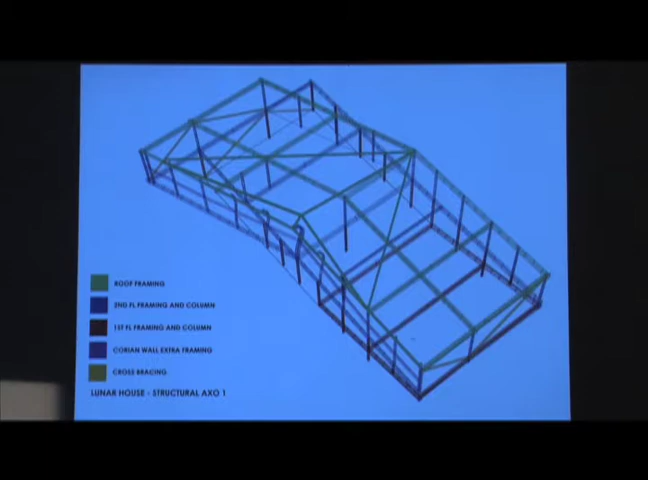 ROOF FRAMING
2ND FL FRAMING AND COLUMN
1ST FL FRAMING AND COLUMN
CORIAN WALL EXTRA FRAMING
CROSS BRACING
LUNAR HOUSE - STRUCTURAL AXO 1